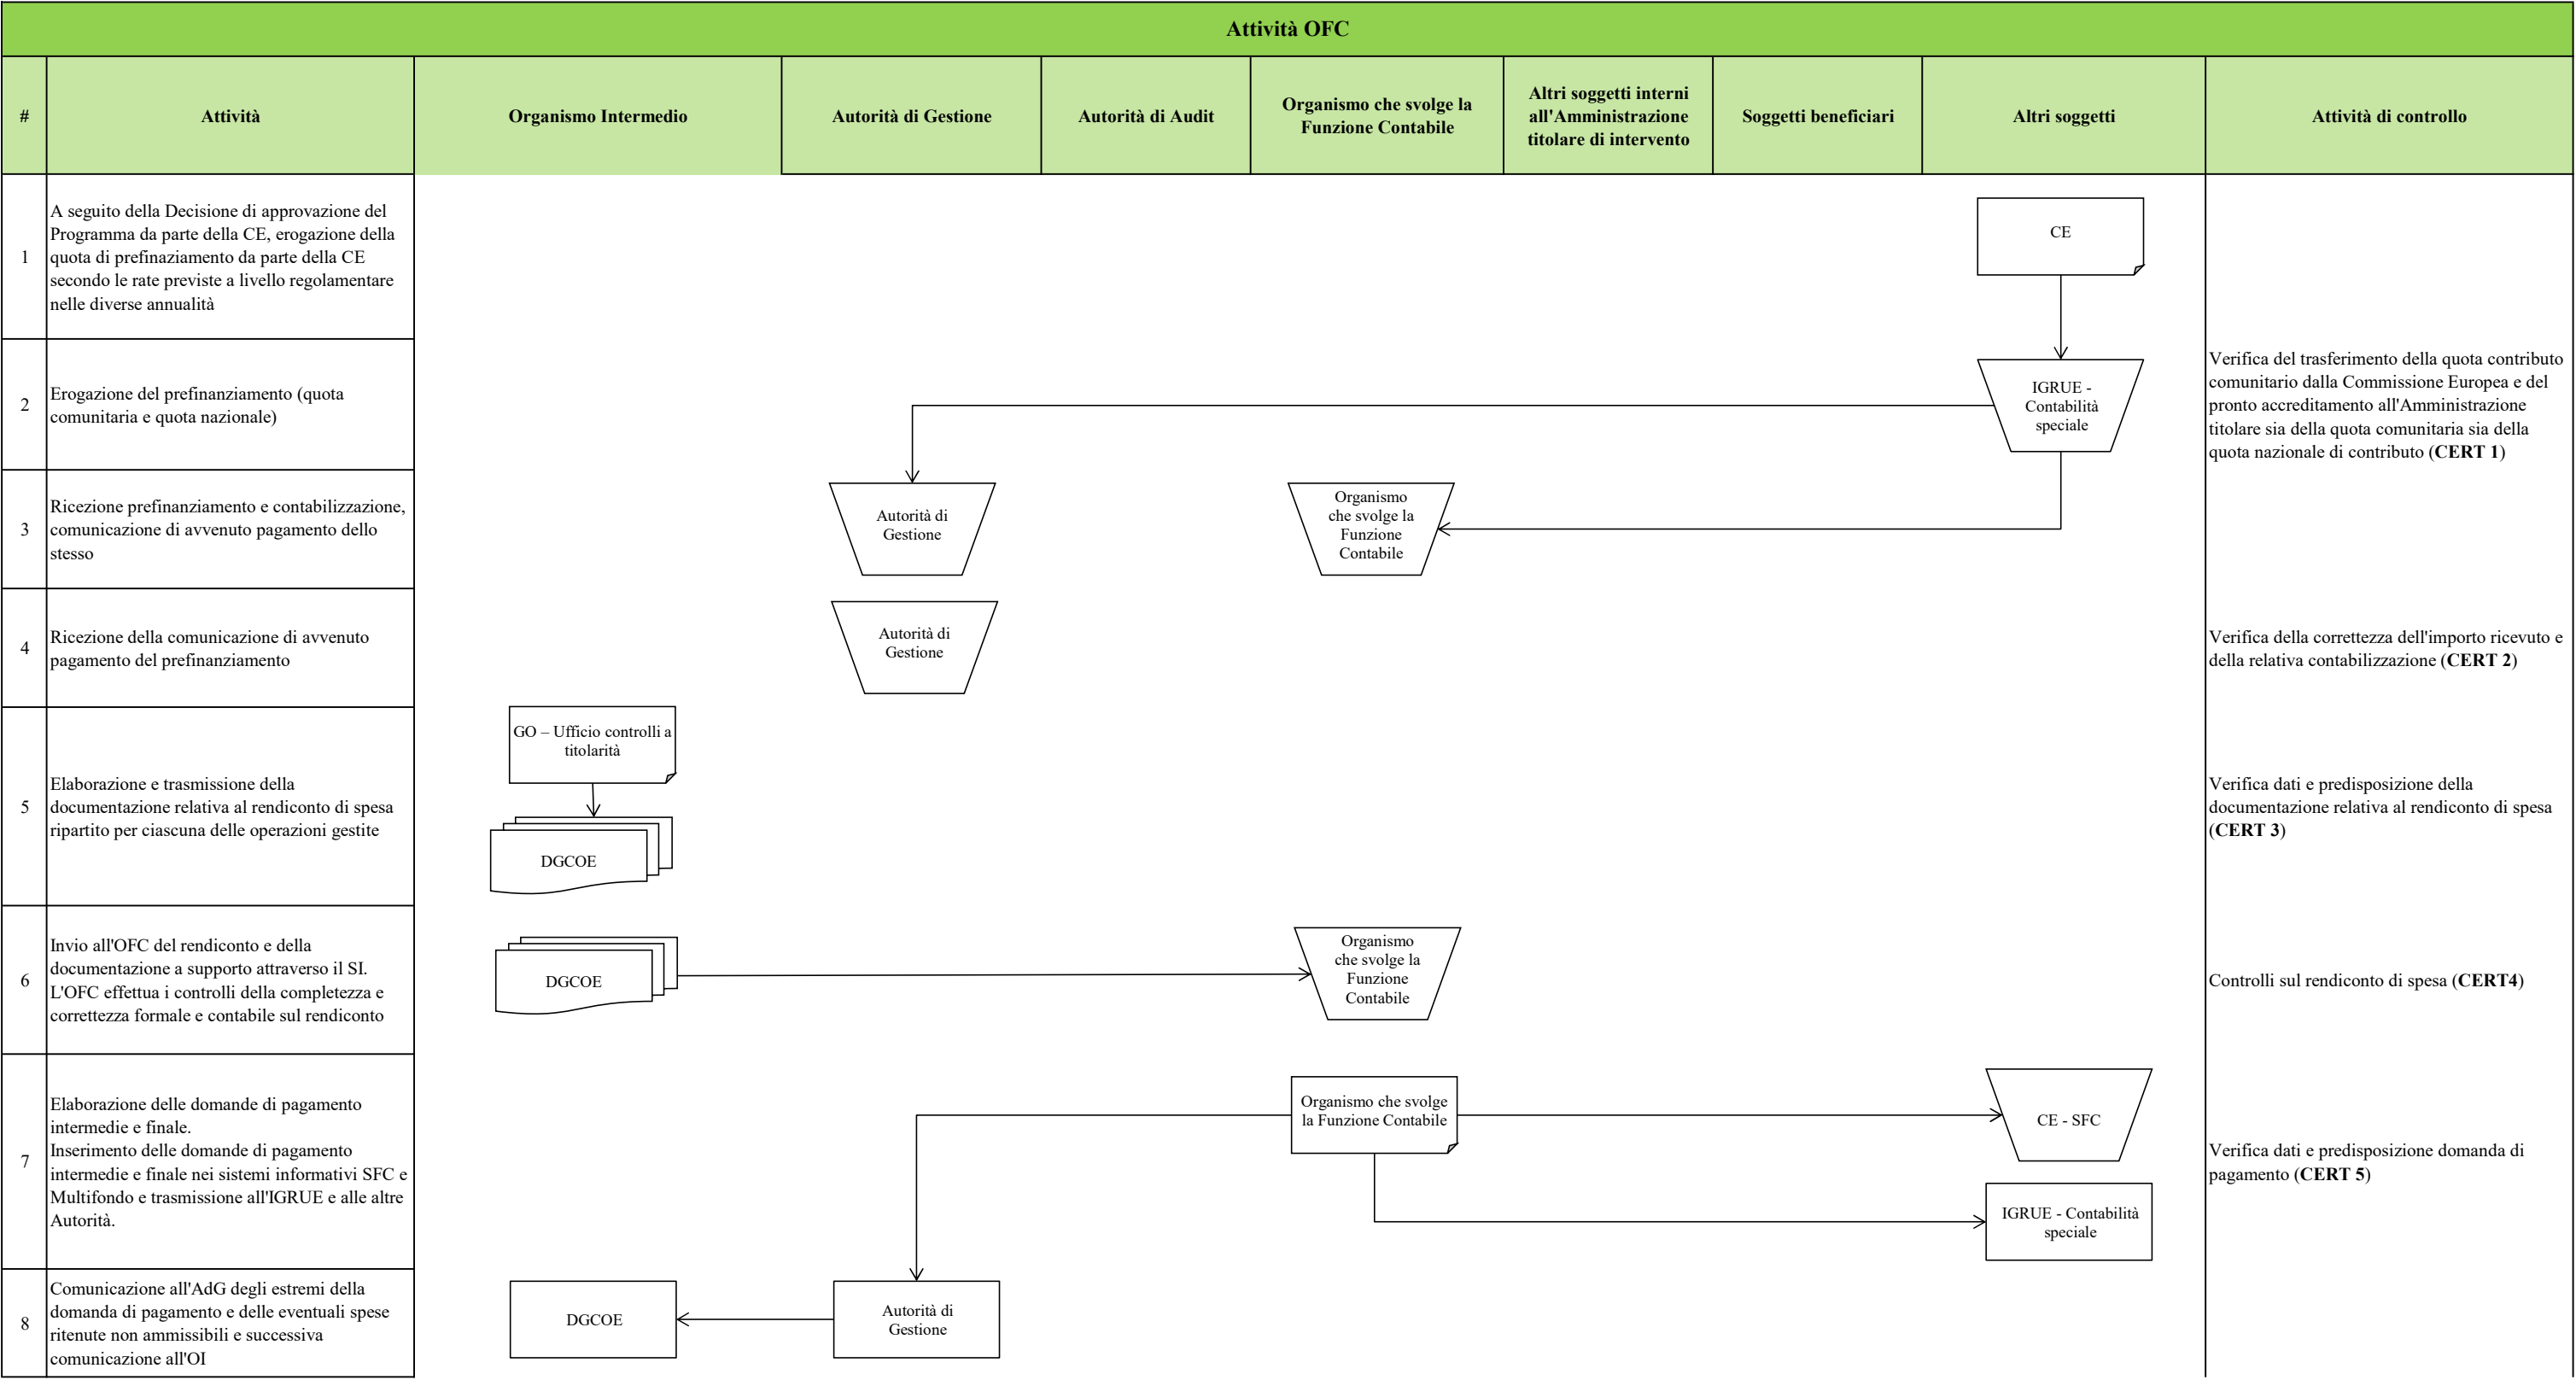 Attività OFC
#
Attività
Organismo Intermedio
Autorità di Gestione
Autorità di Audit
Organismo che svolge la
Funzione Contabile
Altri soggetti interni
all'Amministrazione
titolare di intervento
Soggetti beneficiari
Altri soggetti
Attività di controllo
1
A seguito della Decisione di approvazione del
Programma da parte della CE, erogazione della
quota di prefinaziamento da parte della CE
secondo le rate previste a livello regolamentare
nelle diverse annualità
CE
2
Erogazione del prefinanziamento (quota
comunitaria e quota nazionale)
IGRUE -
Contabilità
speciale
Verifica del trasferimento della quota contributo
comunitario dalla Commissione Europea e del
pronto accreditamento all'Amministrazione
titolare sia della quota comunitaria sia della
quota nazionale di contributo (CERT 1)
3
Ricezione prefinanziamento e contabilizzazione,
comunicazione di avvenuto pagamento dello
stesso
Autorità di
Gestione
Organismo
che svolge la
Funzione
Contabile
4
Ricezione della comunicazione di avvenuto
pagamento del prefinanziamento
Autorità di
Gestione
Verifica della correttezza dell'importo ricevuto e
della relativa contabilizzazione (CERT 2)
5
Elaborazione e trasmissione della
documentazione relativa al rendiconto di spesa
ripartito per ciascuna delle operazioni gestite
GO – Ufficio controlli a
titolarità
DGCOE
Verifica dati e predisposizione della
documentazione relativa al rendiconto di spesa
(CERT 3)
6
Invio all'OFC del rendiconto e della
documentazione a supporto attraverso il SI.
L'OFC effettua i controlli della completezza e
correttezza formale e contabile sul rendiconto
DGCOE
Organismo
che svolge la
Funzione
Contabile
Controlli sul rendiconto di spesa (CERT4)
7
Elaborazione delle domande di pagamento
intermedie e finale.
Inserimento delle domande di pagamento
intermedie e finale nei sistemi informativi SFC e
Multifondo e trasmissione all'IGRUE e alle altre
Autorità.
Organismo che svolge
la Funzione Contabile
CE - SFC
IGRUE - Contabilità
speciale
Verifica dati e predisposizione domanda di
pagamento (CERT 5)
8
Comunicazione all'AdG degli estremi della
domanda di pagamento e delle eventuali spese
ritenute non ammissibili e successiva
comunicazione all'OI
DGCOE
Autorità di
Gestione